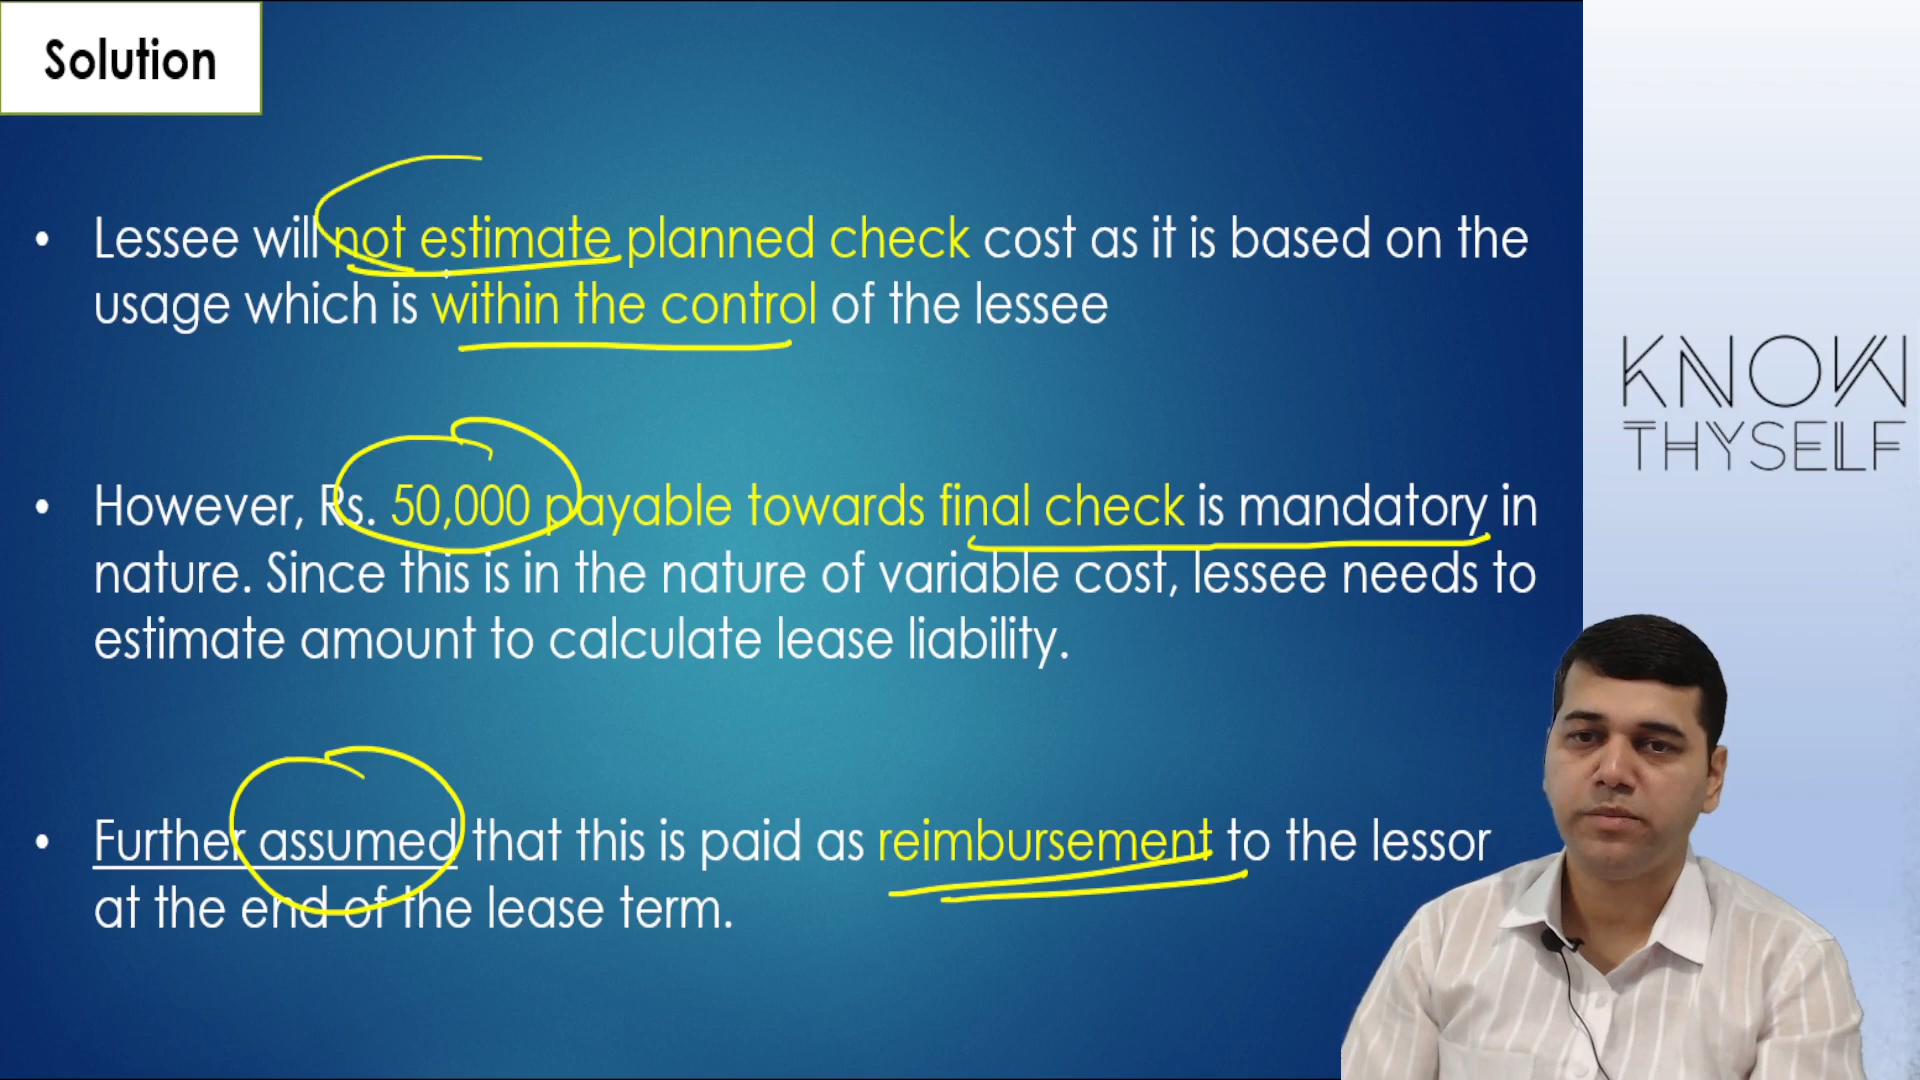 Solution
• Lessee will not estimate planned check cost as it is based on the
usage which is within the control of the lessee
• However, Rs. 50,000 payable towards final check is mandatory in
nature. Since this is in the nature of variable cost, lessee needs to
estimate amount to calculate lease liability.
• Further assumed that this is paid as reimbursement to the lessor
at the end of the lease term.
KNOW
THYSELF